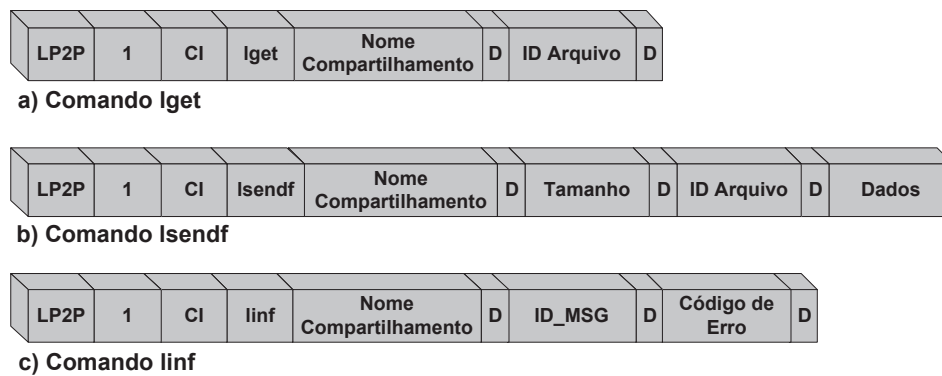 LP2P 1 CI lget Nome Compartilhamento D ID Arquivo D
a) Comando lget
LP2P 1 CI lsendf Nome Compartilhamento D Tamanho D ID Arquivo D Dados
b) Comando lsendf
LP2P 1 CI linf Nome Compartilhamento D ID_MSG D Código de Erro D
c) Comando linf